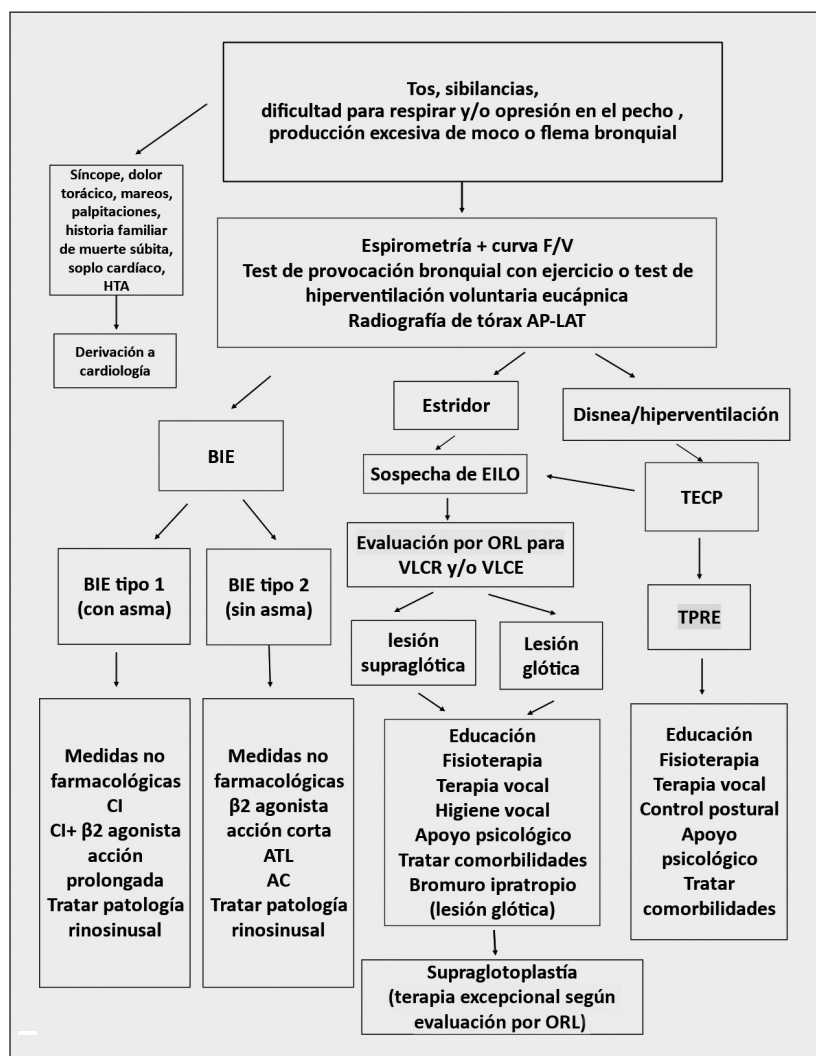 Tos, sibilancias,
dificultad para respirar y/o opresión en el pecho ,
producción excesiva de moco o flema bronquial
Síncope, dolor
torácico, mareos,
palpitaciones,
historia familiar
de muerte súbita,
soplo cardíaco,
HTA
Derivación a
cardiología
Espirometría + curva F/V
Test de provocación bronquial con ejercicio o test de
hiperventilación voluntaria eucápnica
Radiografía de tórax AP-LAT
BIE
Estridor
Disnea/hiperventilación
Sospecha de EILO
TECP
Evaluación por ORL para
VLCR y/o VLCE
TPRE
BIE tipo 1
(con asma)
BIE tipo 2
(sin asma)
lesión
supraglótica
Lesión
glótica
Medidas no
farmacológicas
CI
CI+ β2 agonista
acción
prolongada
Tratar patología
rinosinusal
Medidas no
farmacológicas
β2 agonista
acción corta
ATL
AC
Tratar patología
rinosinusal
Educación
Fisioterapia
Terapia vocal
Higiene vocal
Apoyo psicológico
Tratar comorbilidades
Bromuro ipratropio
(lesión glótica)
Educación
Fisioterapia
Terapia vocal
Control postural
Apoyo
psicológico
Tratar
comorbilidades
Supraglotoplastía
(terapia excepcional según
evaluación por ORL)